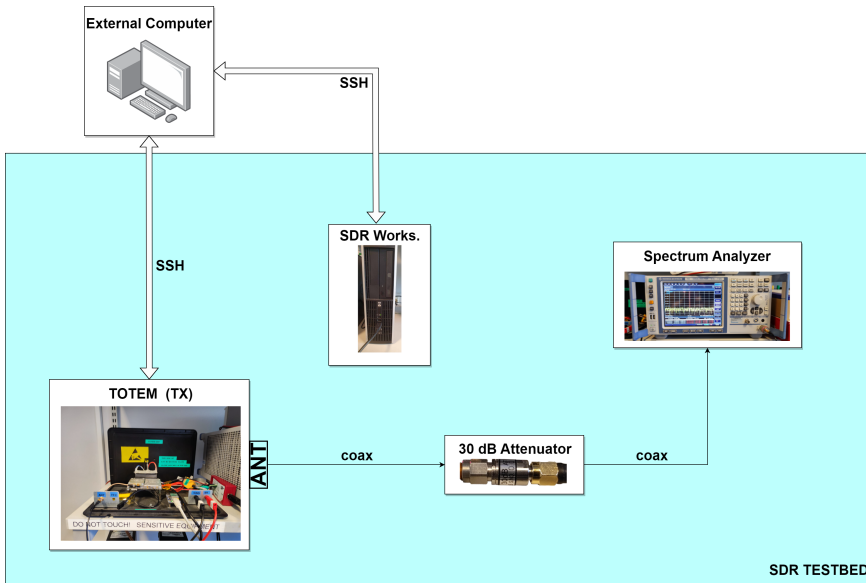 External Computer
SSH
SSH
SDR Works.
Spectrum Analyzer
TOTEM (TX)
ANT
coax
30 dB Attenuator
coax
DO NOT TOUCH! SENSITIVE EQUIPMENT
SDR TESTBED